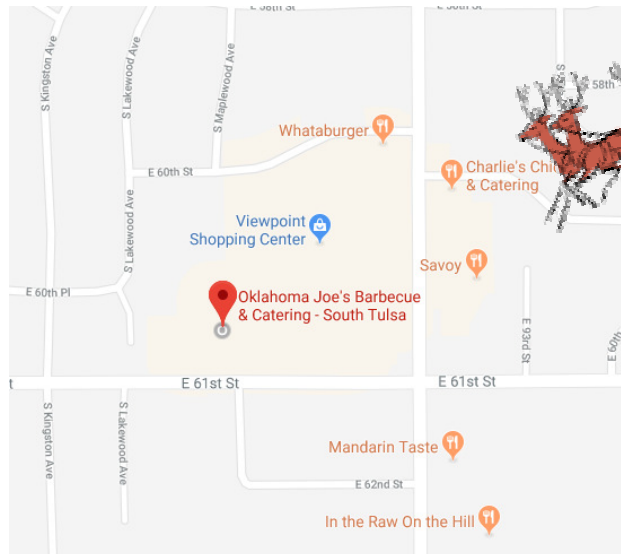 E 58th St
S Kingston Ave
S Lakewood Ave
S Maplewood Ave
E 58th
Whataburger
Charlie's
& Catering
E 60th St
Viewpoint
Shopping Center
S Lakewood Ave
Savoy
E 60th Pl
Oklahoma Joe's Barbecue
& Catering - South Tulsa
E 93rd St
E 61st St
E 61st St
S Kingston Ave
S Lakewood Ave
Mandarin Taste
E 62nd St
In the Raw On the Hill